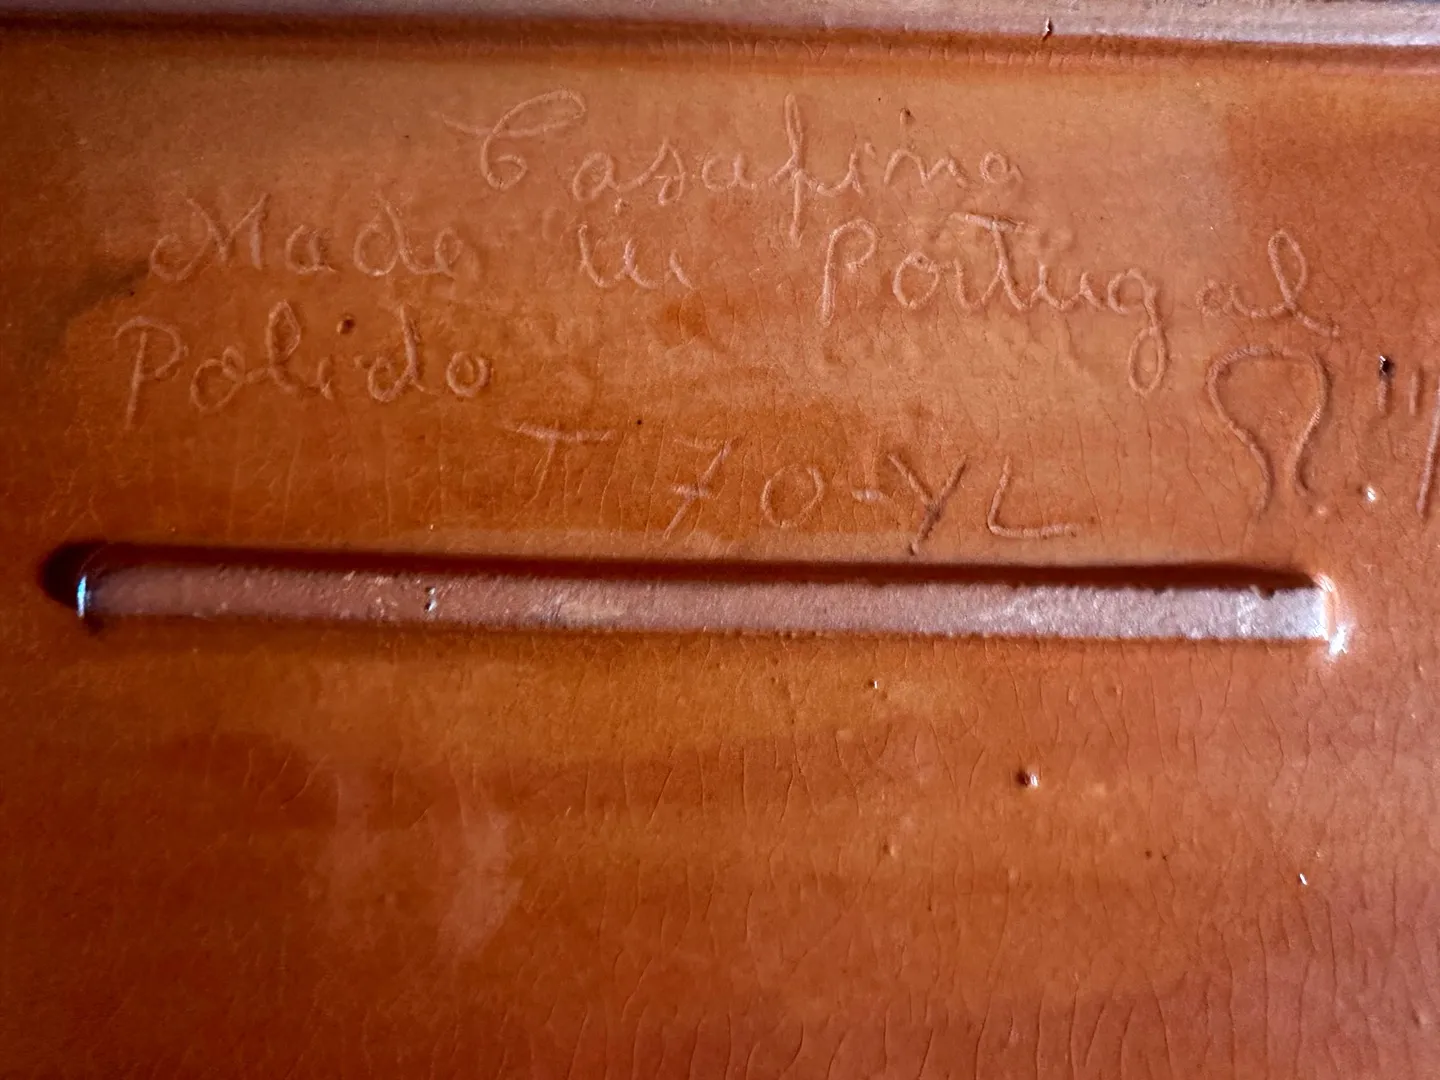 Casafina
Made in Portugal
Polido
T 70-YL